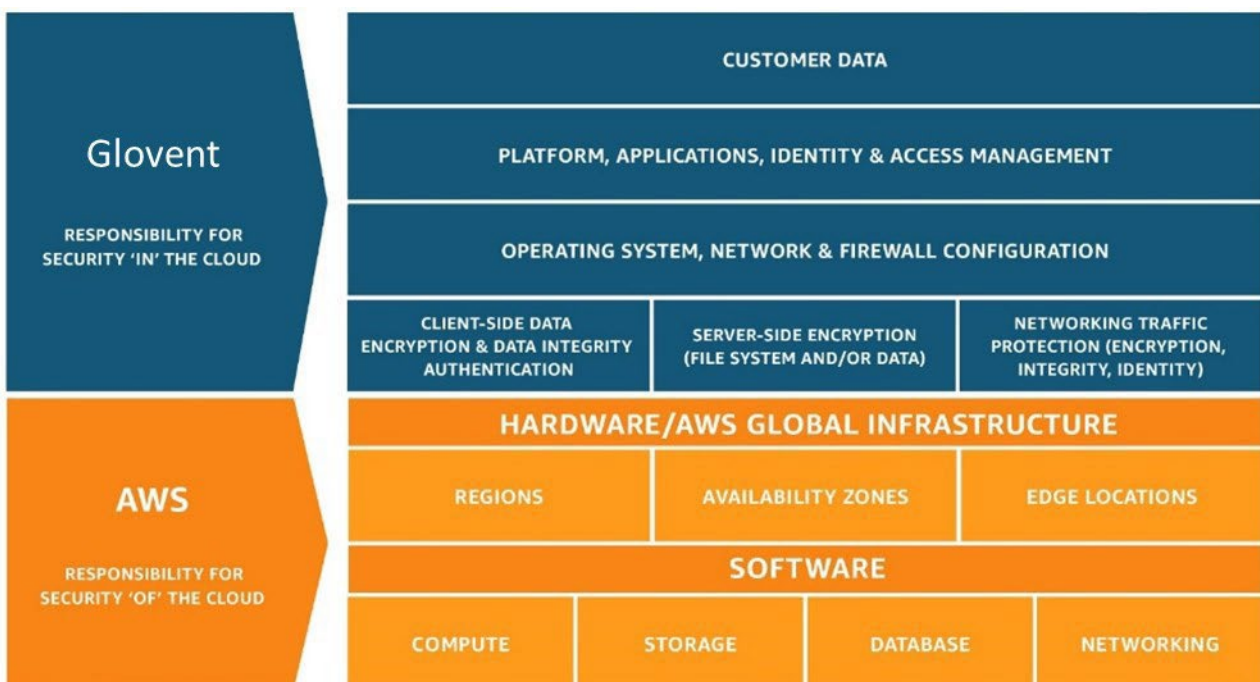 CUSTOMER DATA
Glovent
PLATFORM, APPLICATIONS, IDENTITY & ACCESS MANAGEMENT
RESPONSIBILITY FOR
SECURITY ‘IN’ THE CLOUD
OPERATING SYSTEM, NETWORK & FIREWALL CONFIGURATION
CLIENT-SIDE DATA
ENCRYPTION & DATA INTEGRITY
AUTHENTICATION
SERVER-SIDE ENCRYPTION
(FILE SYSTEM AND/OR DATA)
NETWORKING TRAFFIC
PROTECTION (ENCRYPTION,
INTEGRITY, IDENTITY)
AWS
RESPONSIBILITY FOR
SECURITY ‘OF’ THE CLOUD
HARDWARE/AWS GLOBAL INFRASTRUCTURE
REGIONS
AVAILABILITY ZONES
EDGE LOCATIONS
SOFTWARE
COMPUTE
STORAGE
DATABASE
NETWORKING